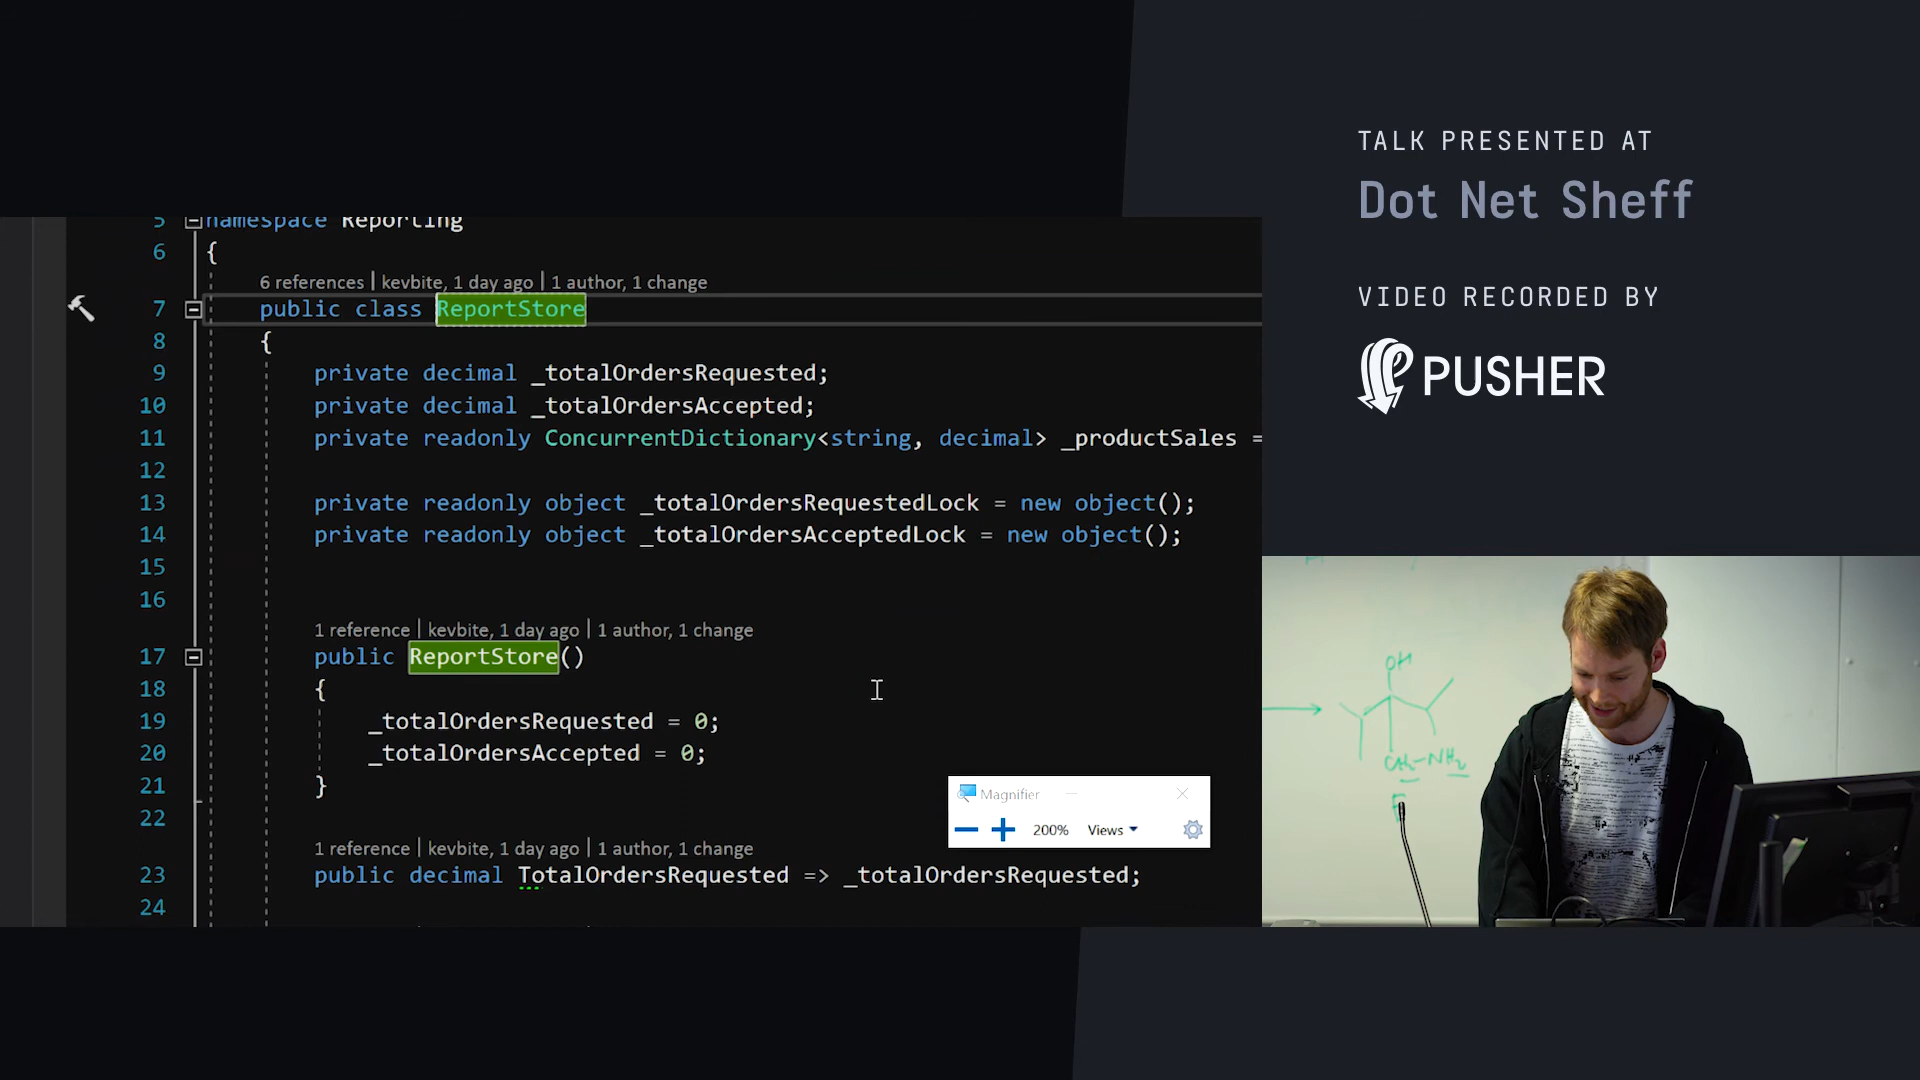 TALK PRESENTED AT
Dot Net Sheff
VIDEO RECORDED BY
PUSHER
5 namespace Reporting
6 {
6 references | kevbite, 1 day ago | 1 author, 1 change
7 public class ReportStore
8 {
9 private decimal _totalOrdersRequested;
10 private decimal _totalOrdersAccepted;
11 private readonly ConcurrentDictionary<string, decimal> _productSales =
12
13 private readonly object _totalOrdersRequestedLock = new object();
14 private readonly object _totalOrdersAcceptedLock = new object();
15
16
1 reference | kevbite, 1 day ago | 1 author, 1 change
17 public ReportStore()
18 {
19 _totalOrdersRequested = 0;
20 _totalOrdersAccepted = 0;
21 }
22
1 reference | kevbite, 1 day ago | 1 author, 1 change
23 public decimal TotalOrdersRequested => _totalOrdersRequested;
24
Magnifier
200% Views
OH
CH2-NH2